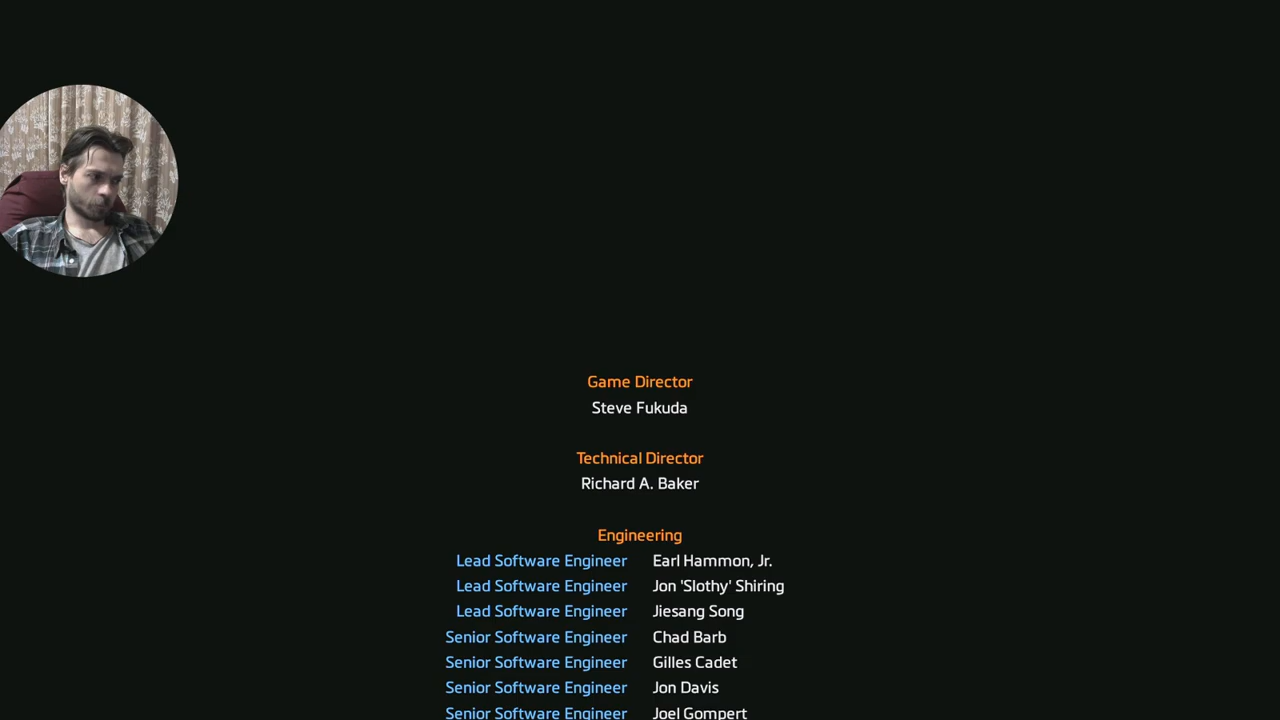 Game Director
Steve Fukuda
Technical Director
Richard A. Baker
Engineering
Lead Software Engineer Earl Hammon, Jr.
Lead Software Engineer Jon 'Slothy' Shiring
Lead Software Engineer Jiesang Song
Senior Software Engineer Chad Barb
Senior Software Engineer Gilles Cadet
Senior Software Engineer Jon Davis
Senior Software Engineer Joel Gompert